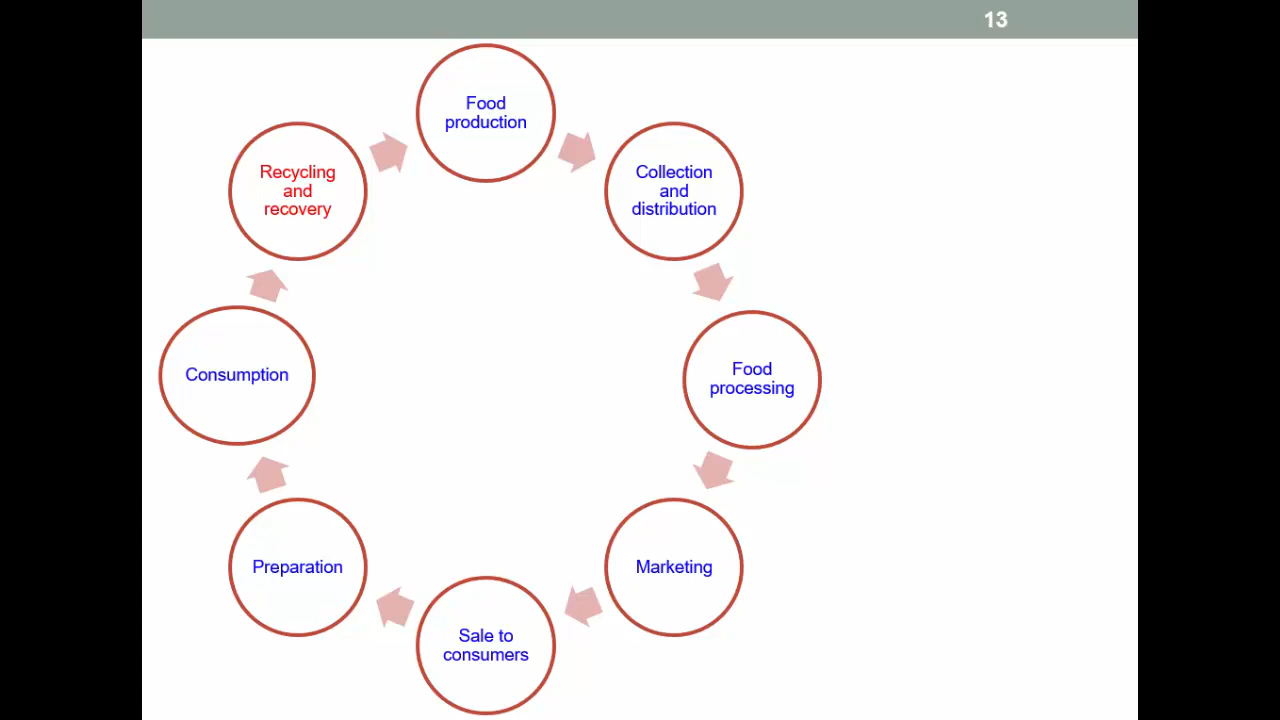 13
Food
production
Collection
and
distribution
Food
processing
Marketing
Sale to
consumers
Preparation
Consumption
Recycling
and
recovery